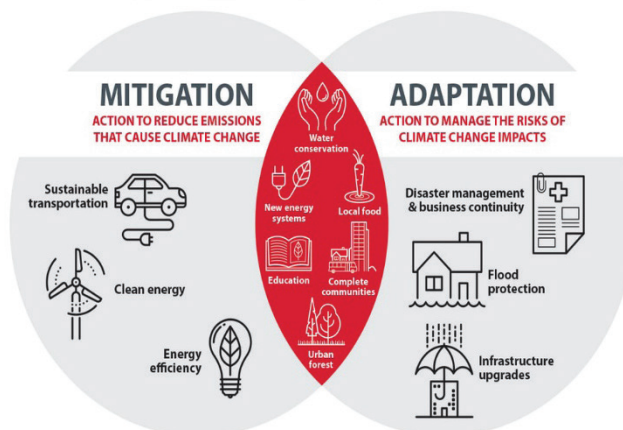 MITIGATION
ACTION TO REDUCE EMISSIONS
THAT CAUSE CLIMATE CHANGE
Sustainable
transportation
Clean energy
Energy
efficiency
Water
conservation
New energy
systems
Local food
Education
Complete
communities
Urban
forest
ADAPTATION
ACTION TO MANAGE THE RISKS OF
CLIMATE CHANGE IMPACTS
Disaster management
& business continuity
Flood
protection
Infrastructure
upgrades